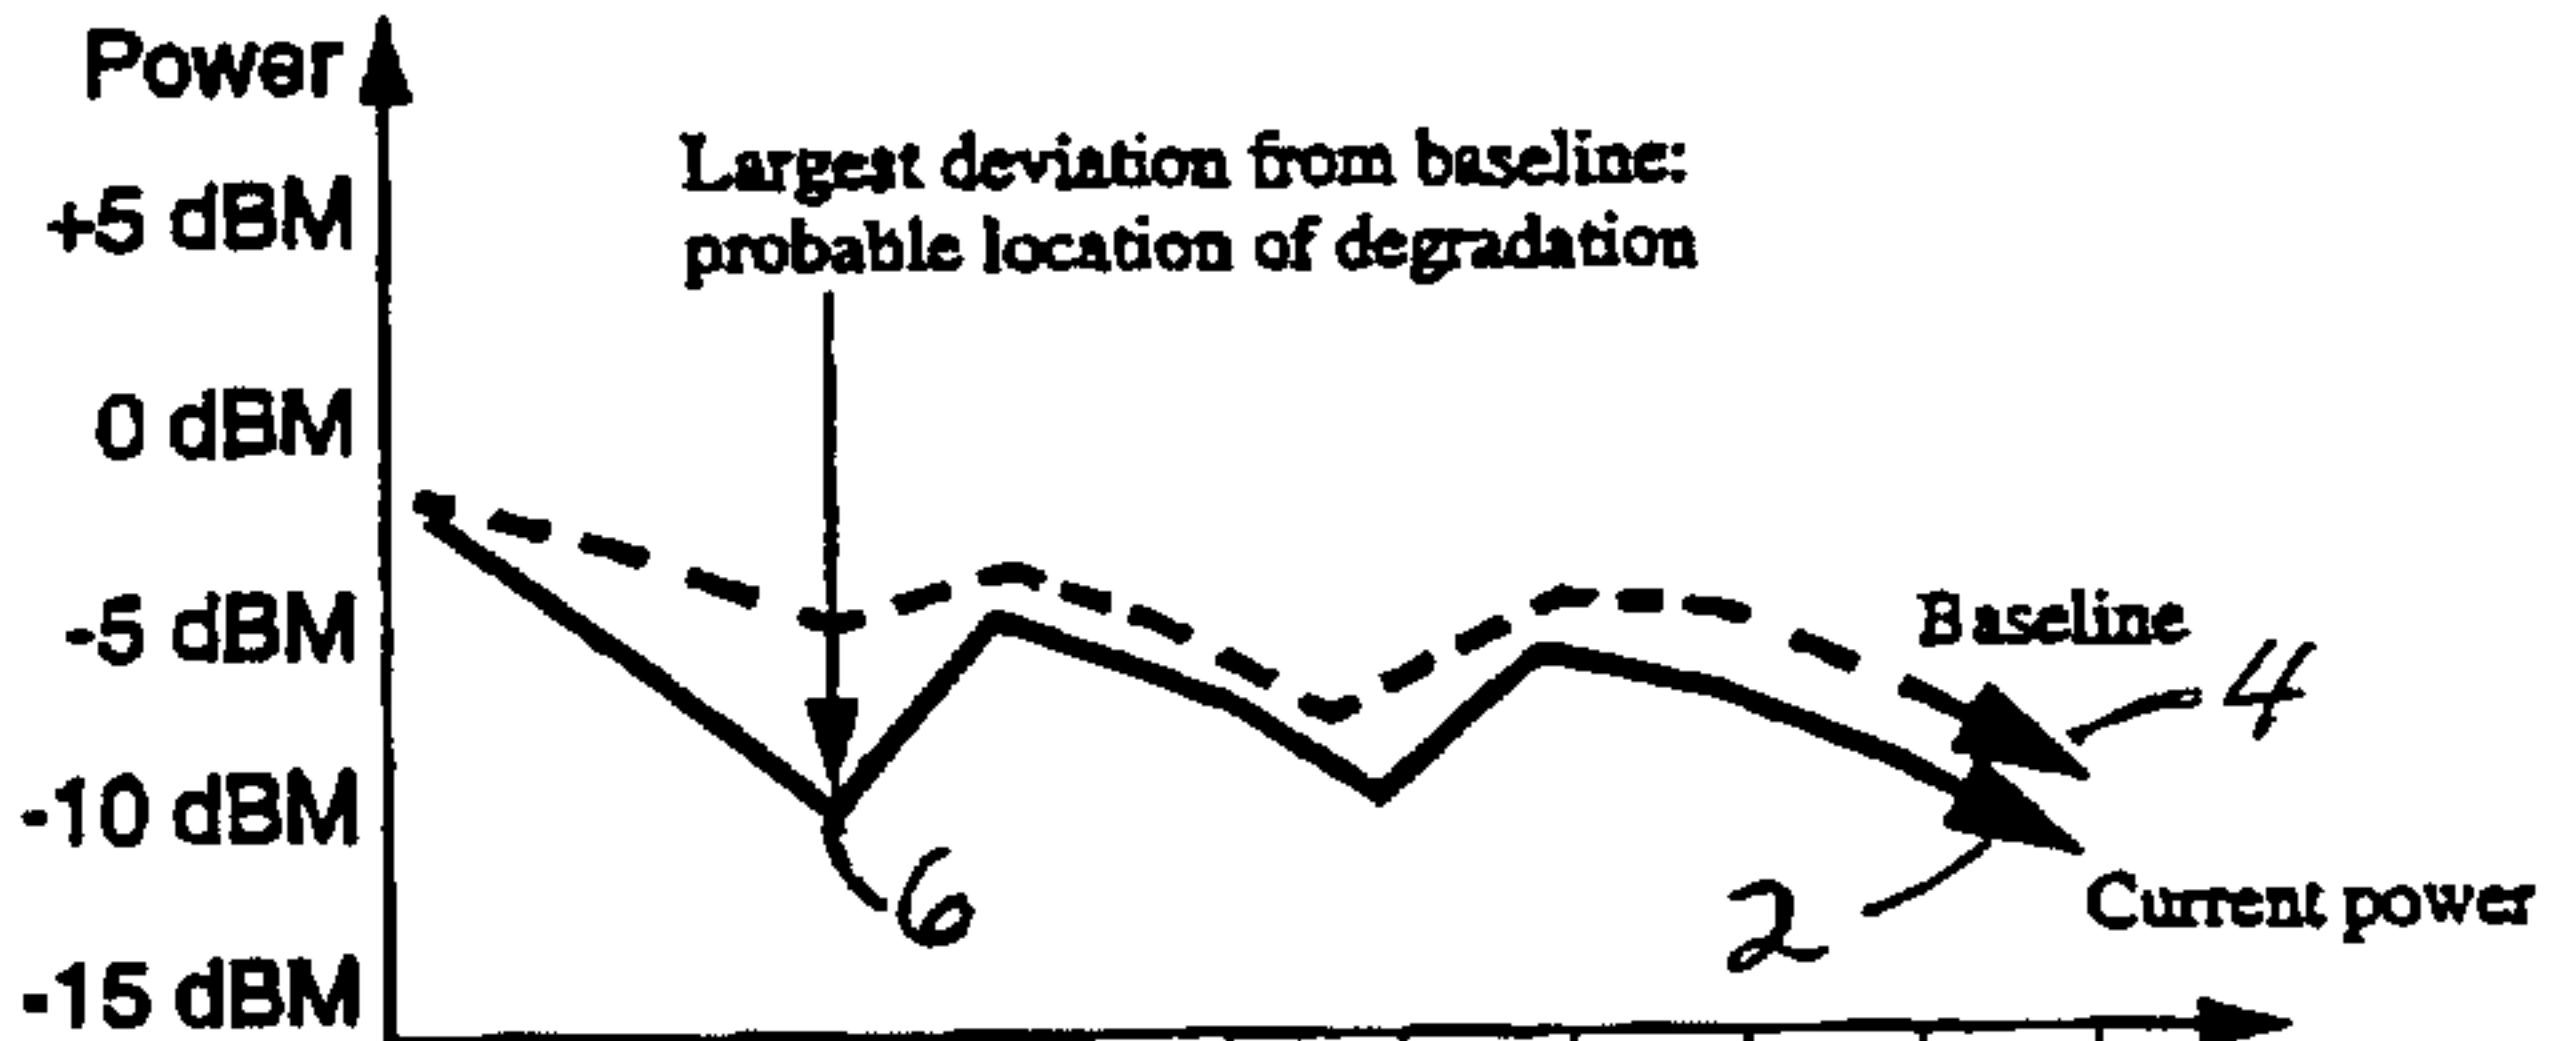 Power
+5 dBM
Largest deviation from baseline:
probable location of degradation
0 dBM
-5 dBM
Baseline
4
-10 dBM
6
2
Current power
-15 dBM